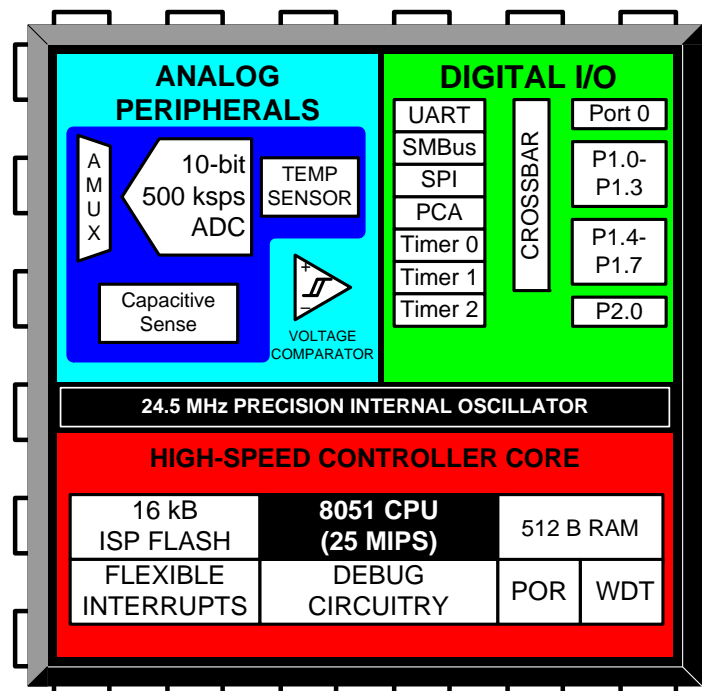 ANALOG
PERIPHERALS
A
M
U
X
10-bit
500 ksps
ADC
TEMP
SENSOR
Capacitive
Sense
+
–
VOLTAGE
COMPARATOR
DIGITAL I/O
UART
SMBus
SPI
PCA
Timer 0
Timer 1
Timer 2
CROSSBAR
Port 0
P1.0-
P1.3
P1.4-
P1.7
P2.0
24.5 MHz PRECISION INTERNAL OSCILLATOR
HIGH-SPEED CONTROLLER CORE
16 kB
ISP FLASH
8051 CPU
(25 MIPS)
512 B RAM
FLEXIBLE
INTERRUPTS
DEBUG
CIRCUITRY
POR
WDT